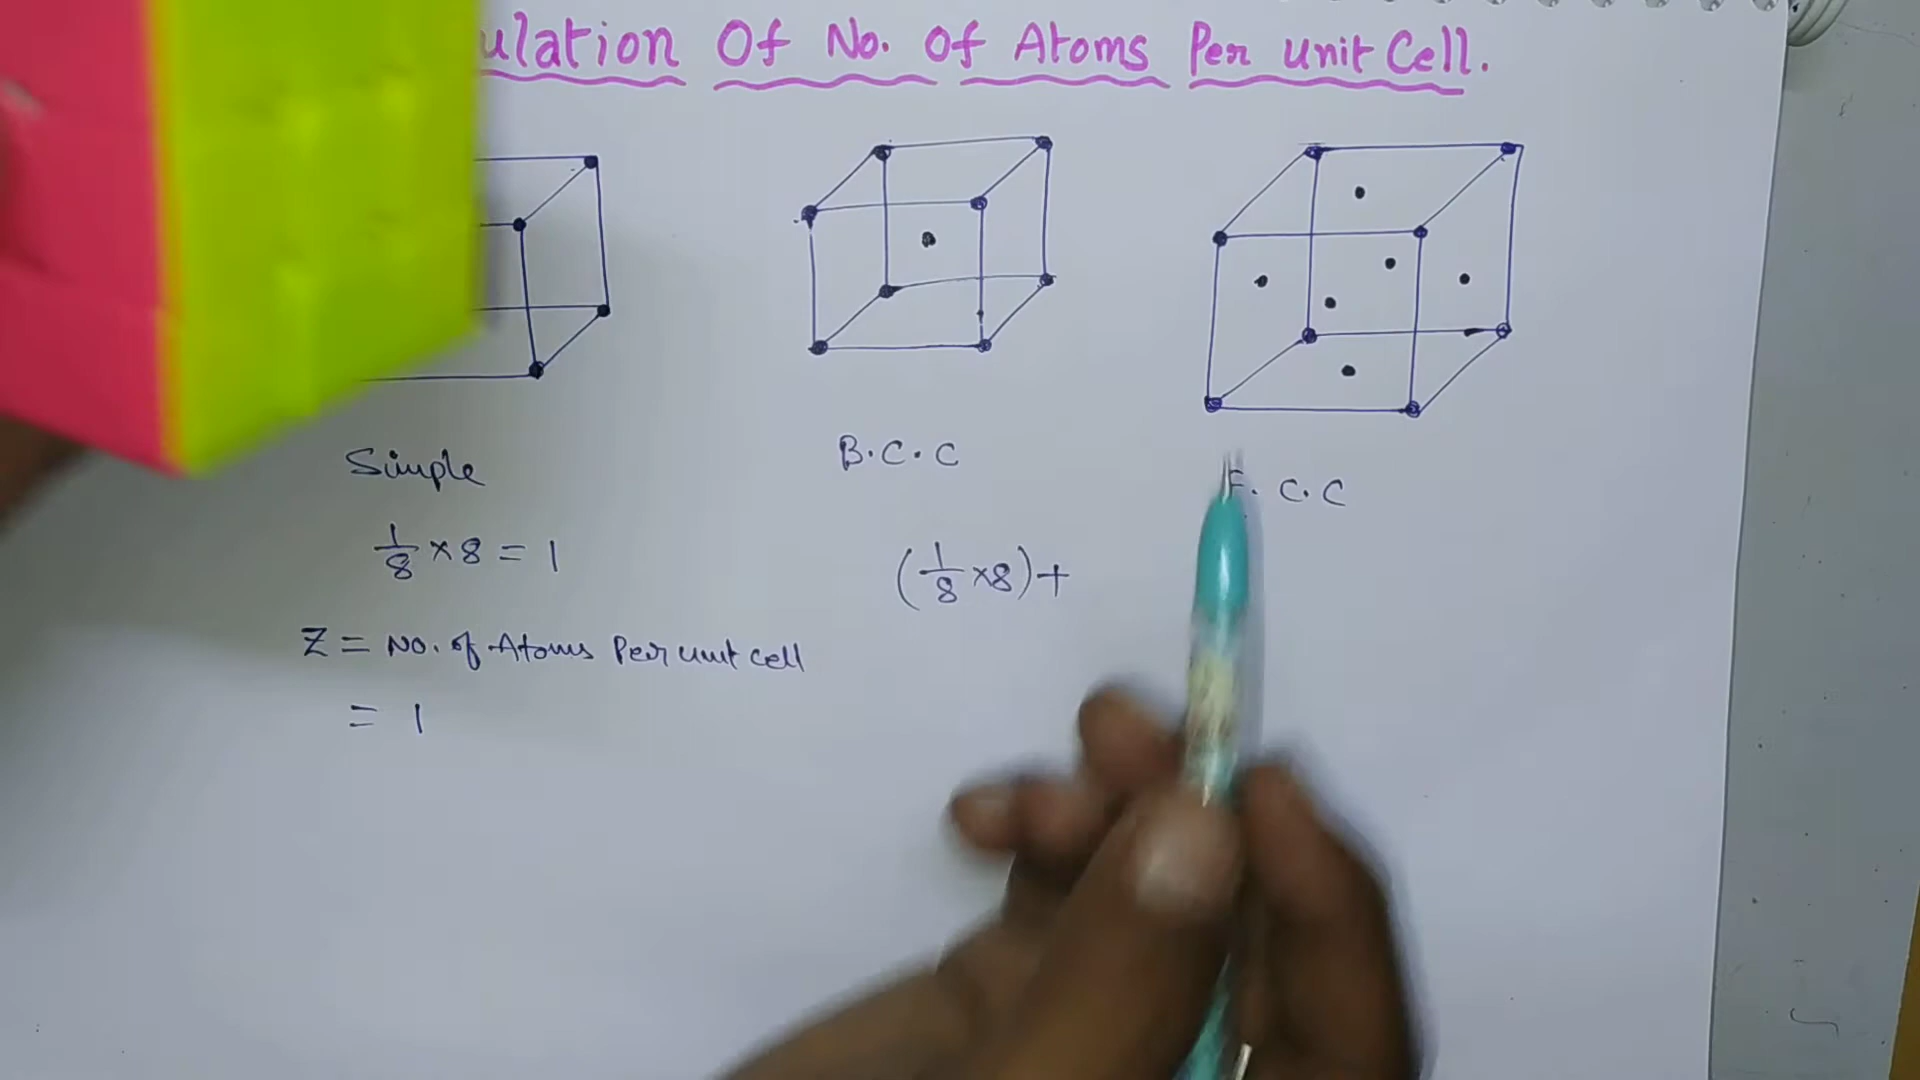 ulation Of No. Of Atoms Per unit Cell.
Simple
B.C.C
F. C.C
1/8 × 8 = 1
(1/8 × 8) +
Z = No. of Atoms Per unit cell
= 1